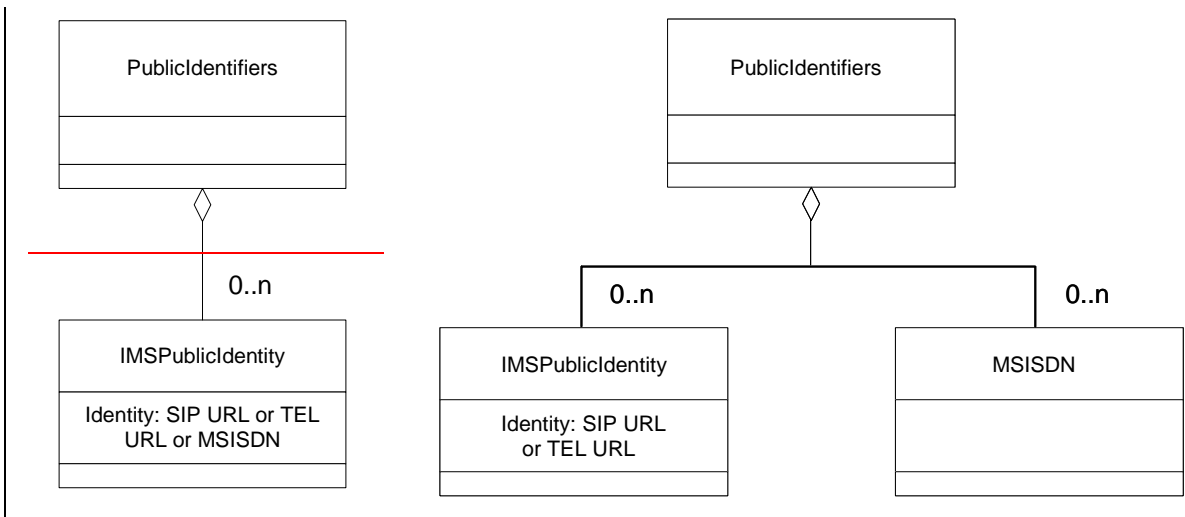 PublicIdentifiers
0..n
IMSPublicIdentity
Identity: SIP URL or TEL
URL or MSISDN
PublicIdentifiers
0..n
0..n
IMSPublicIdentity
Identity: SIP URL
or TEL URL
MSISDN